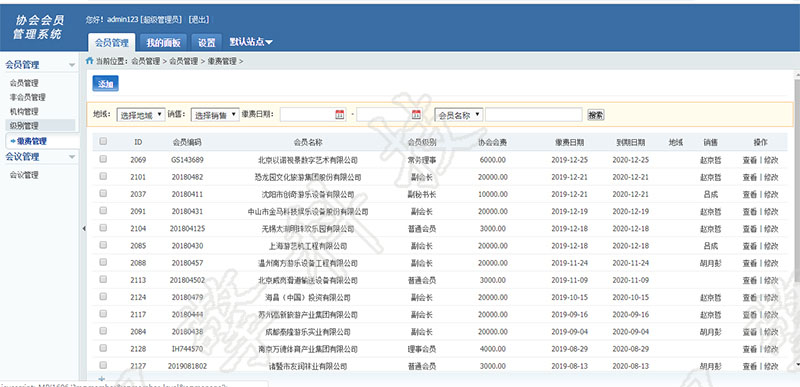 协会会员
管理系统
您好！admin123 [超级管理员] [退出]
会员管理 我的面板 设置 默认站点
会员管理
会员管理
非会员管理
机构管理
级别管理
缴费管理
会议管理
会议管理
当前位置：会员管理 > 会员管理 > 缴费管理 >
添加
地域： 选择地域 销售： 选择销售 缴费日期： - 会员名称 搜索
ID 会员编码 会员名称 会员级别 协会会费 缴费日期 到期日期 地域 销售 操作
2069 GS143689 北京以诺视景数字艺术有限公司 常务理事 6000.00 2019-12-25 2020-12-25 赵京哲 查看 | 修改
2101 20180482 恐龙园文化旅游集团股份有限公司 副会长 20000.00 2019-12-21 2020-12-21 赵京哲 查看 | 修改
2037 20180411 沈阳市创奇游乐设备有限公司 副秘书长 10000.00 2019-12-21 2020-12-21 吕成 查看 | 修改
2091 20180431 中山市金马科技娱乐设备股份有限公司 副会长 20000.00 2019-12-19 2020-12-19 赵京哲 查看 | 修改
2104 201804125 无锡太湖明珠欢乐园有限公司 普通会员 3000.00 2019-12-18 2020-12-18 赵京哲 查看 | 修改
2085 20180430 上海游艺机工程有限公司 副会长 20000.00 2019-12-18 2020-12-18 吕成 查看 | 修改
2088 20180457 温州南方游乐设备工程有限公司 副会长 20000.00 2019-11-24 2020-11-24 胡月彭 查看 | 修改
2113 201804502 北京威岗滑道输送设备有限公司 普通会员 3000.00 2019-11-09 2020-11-09 查看 | 修改
2124 20180479 海昌（中国）投资有限公司 副会长 20000.00 2019-10-15 2020-10-15 赵京哲 查看 | 修改
2117 20180444 苏州高新旅游产业集团有限公司 副会长 20000.00 2019-09-16 2020-09-16 赵京哲 查看 | 修改
2084 20180438 成都泰隆游乐实业有限公司 副会长 20000.00 2019-09-04 2020-09-04 胡月彭 查看 | 修改
2128 IH744570 南京万德体育产业集团有限公司 理事会员 4000.00 2019-08-29 2020-08-29 查看 | 修改
2127 2019081802 诸暨市友润袜业有限公司 普通会员 3000.00 2019-08-13 2020-08-13 胡月彭 查看 | 修改